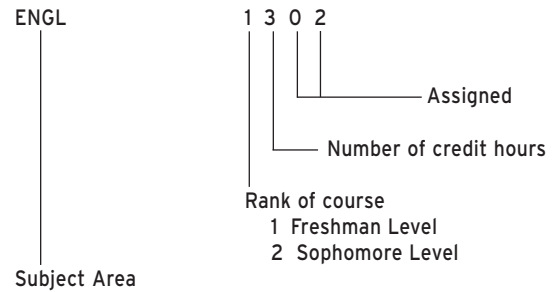 ENGL 1 3 0 2
Assigned
Number of credit hours
Rank of course
1 Freshman Level
2 Sophomore Level
Subject Area